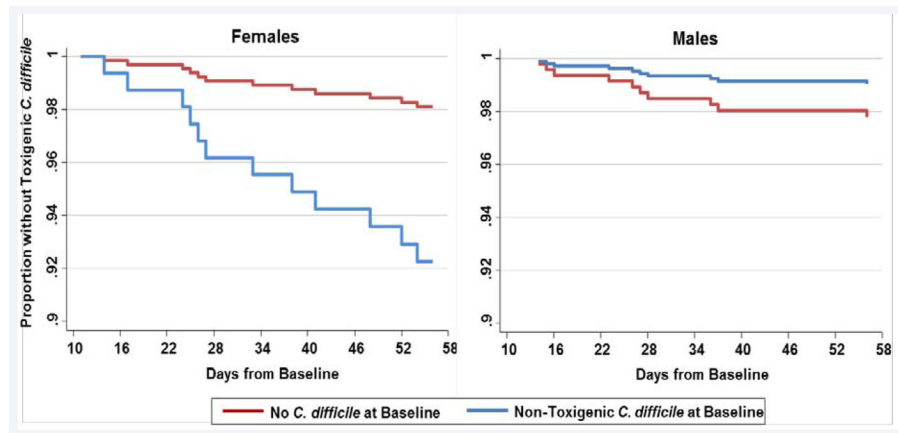 Females
Males
Proportion without Toxigenic C. difficile
1
.98
.96
.94
.92
.9
10 16 22 28 34 40 46 52 58
Days from Baseline
1
.98
.96
.94
.92
.9
10 16 22 28 34 40 46 52 58
Days from Baseline
No C. difficile at Baseline
Non-Toxigenic C. difficile at Baseline